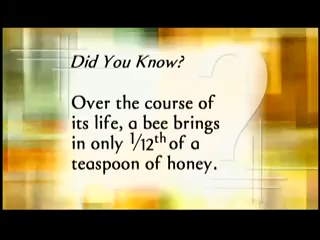 Did You Know?
Over the course of
its life, a bee brings
in only 1/12th of a
teaspoon of honey.